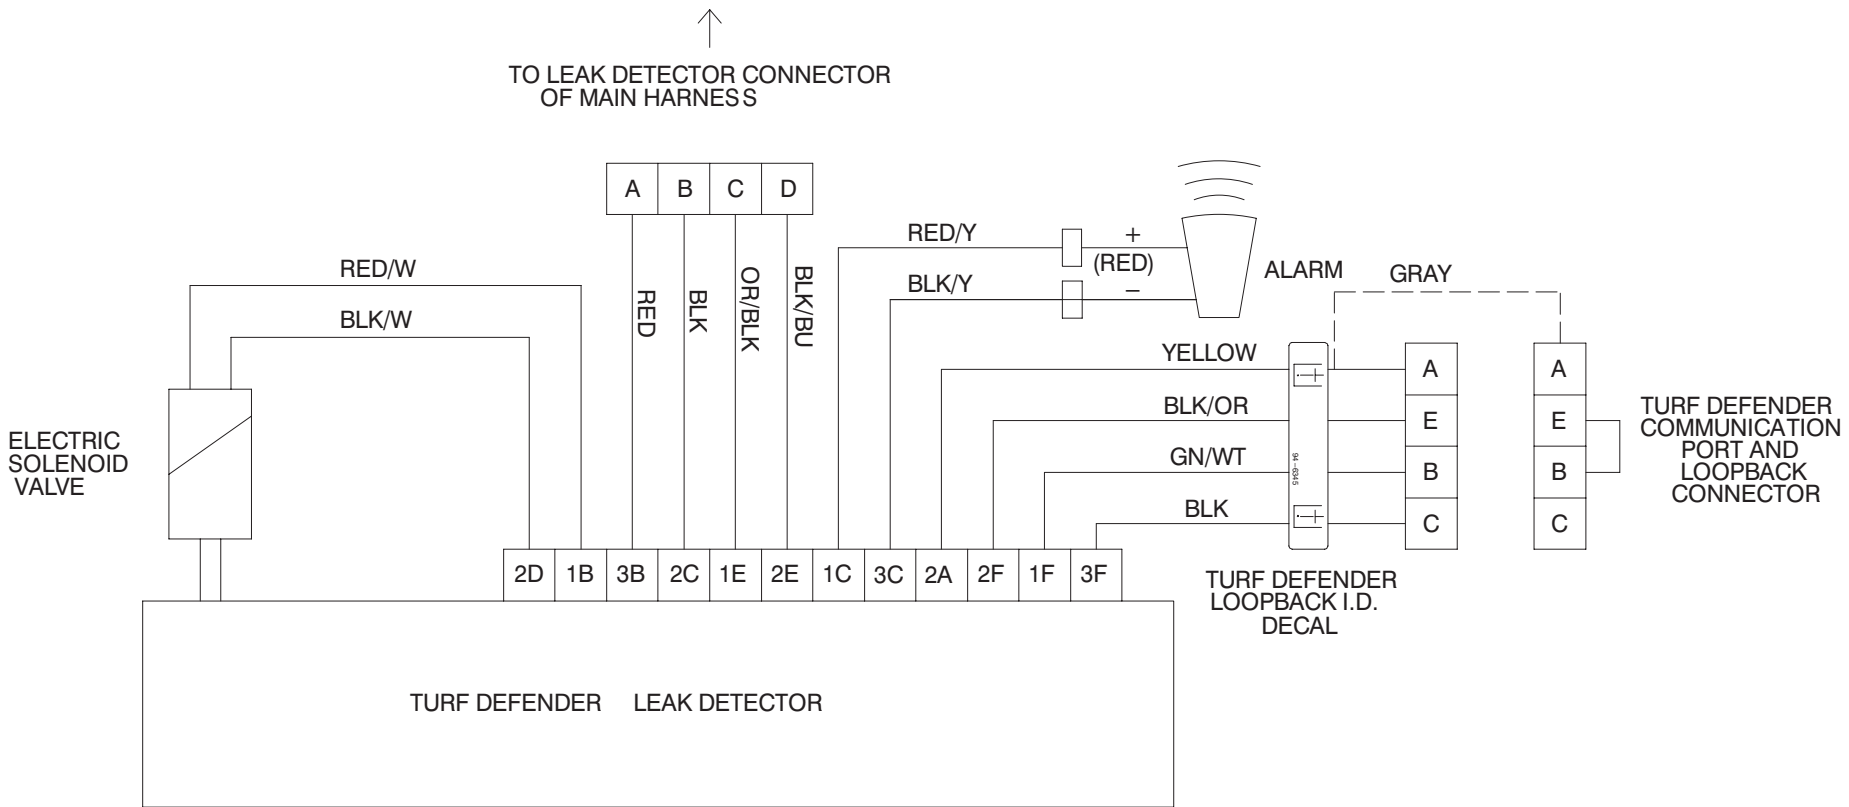 TO LEAK DETECTOR CONNECTOR
OF MAIN HARNESS
A B C D
RED
BLK
OR/BLK
BLK/BU
RED/W
BLK/W
RED/Y
BLK/Y
+
(RED)
−
ALARM
GRAY
YELLOW
BLK/OR
GN/WT
BLK
94-6345
A
E
B
C
A
E
B
C
TURF DEFENDER
COMMUNICATION
PORT AND
LOOPBACK
CONNECTOR
ELECTRIC
SOLENOID
VALVE
2D 1B 3B 2C 1E 2E 1C 3C 2A 2F 1F 3F
TURF DEFENDER
LOOPBACK I.D.
DECAL
TURF DEFENDER LEAK DETECTOR